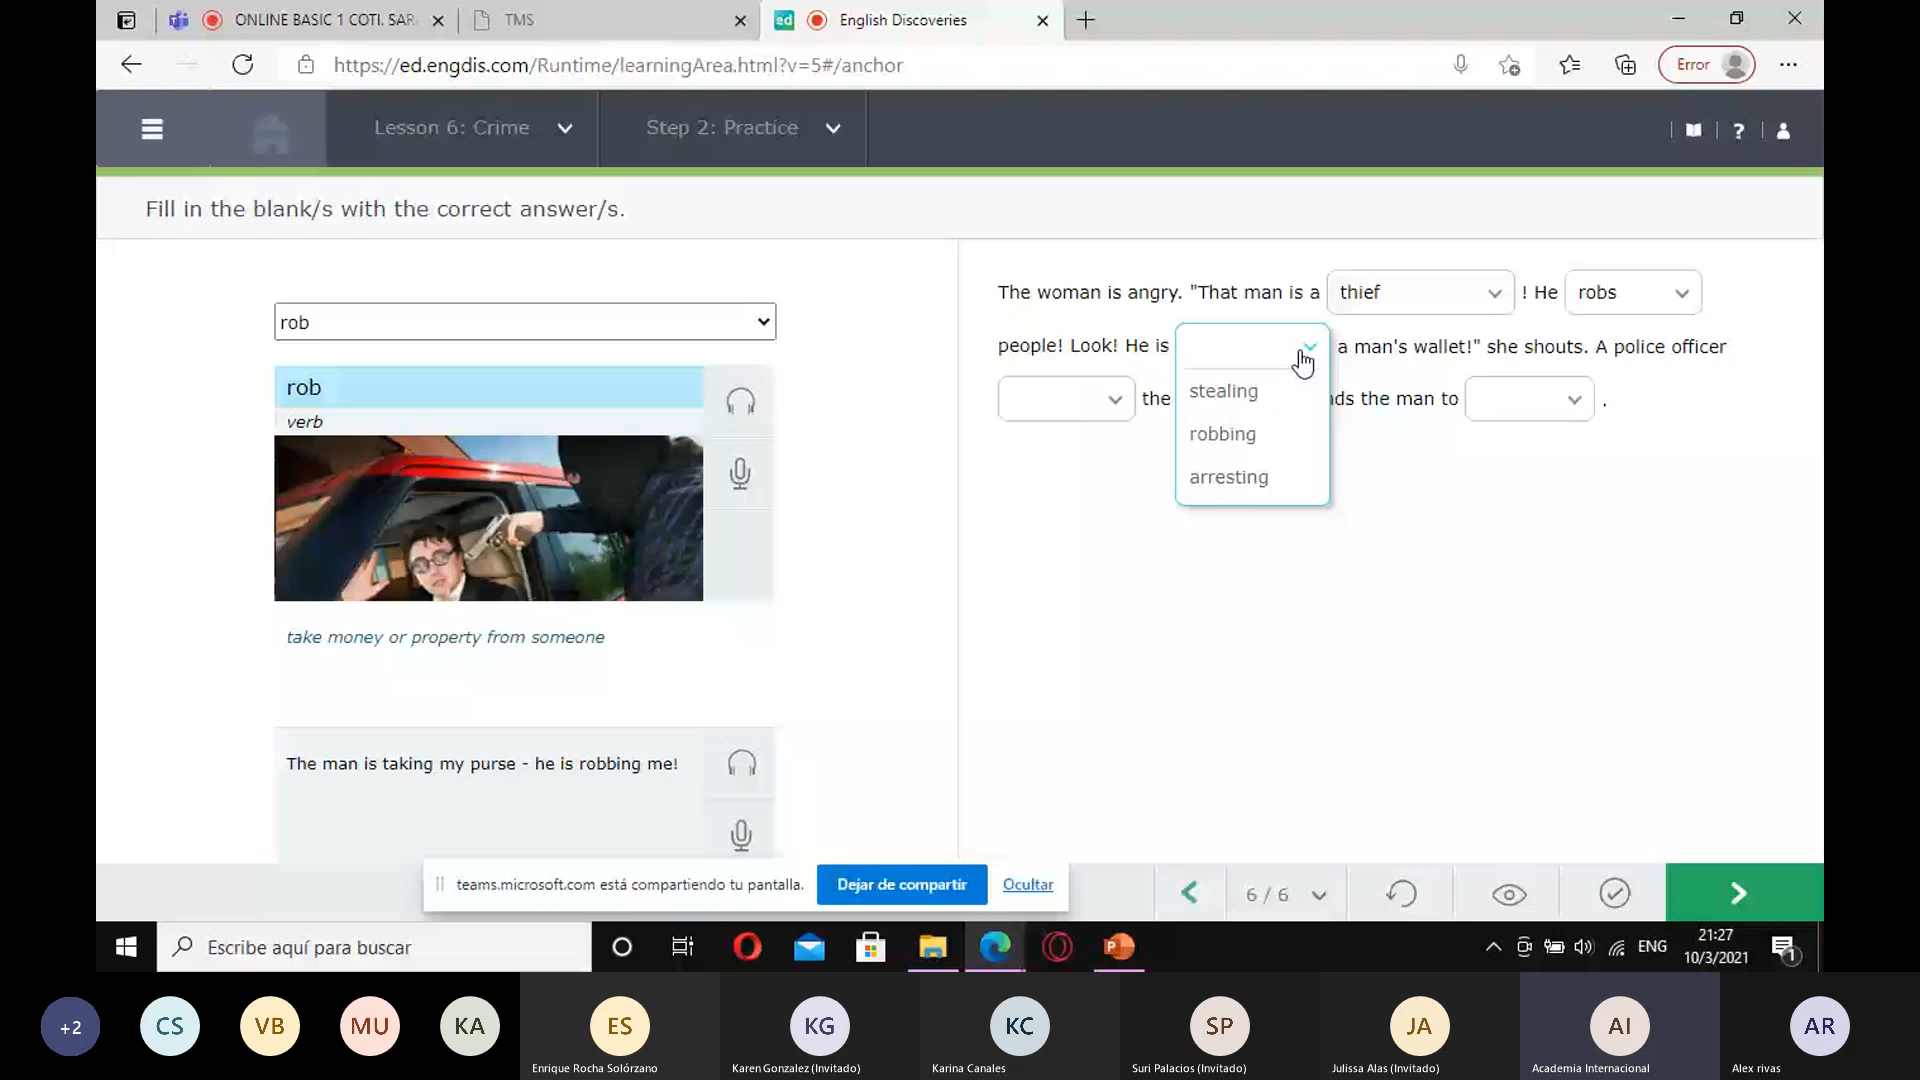 ONLINE BASIC 1 COTI. SAR
TMS
English Discoveries
https://ed.engdis.com/Runtime/learningArea.html?v=5#/anchor
Error
Lesson 6: Crime
Step 2: Practice
Fill in the blank/s with the correct answer/s.
rob
rob
verb
take money or property from someone
The man is taking my purse - he is robbing me!
The woman is angry. "That man is a thief ! He robs
people! Look! He is a man's wallet!" she shouts. A police officer
the nds the man to .
stealing
robbing
arresting
teams.microsoft.com está compartiendo tu pantalla.
Dejar de compartir
Ocultar
6 / 6
Escribe aquí para buscar
ENG
21:27
10/3/2021
1
+2
CS
VB
MU
KA
ES
KG
KC
SP
JA
AI
AR
Enrique Rocha Solórzano
Karen Gonzalez (Invitado)
Karina Canales
Suri Palacios (Invitado)
Julissa Alas (Invitado)
Academia Internacional
Alex rivas